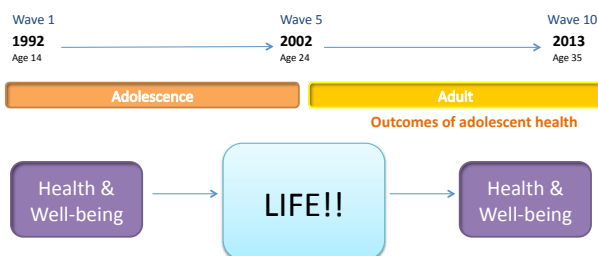 Wave 1
Wave 5
Wave 10
1992
2002
2013
Age 14
Age 24
Age 35
Adolescence
Adult
Outcomes of adolescent health
Health &
Well-being
LIFE!!
Health &
Well-being